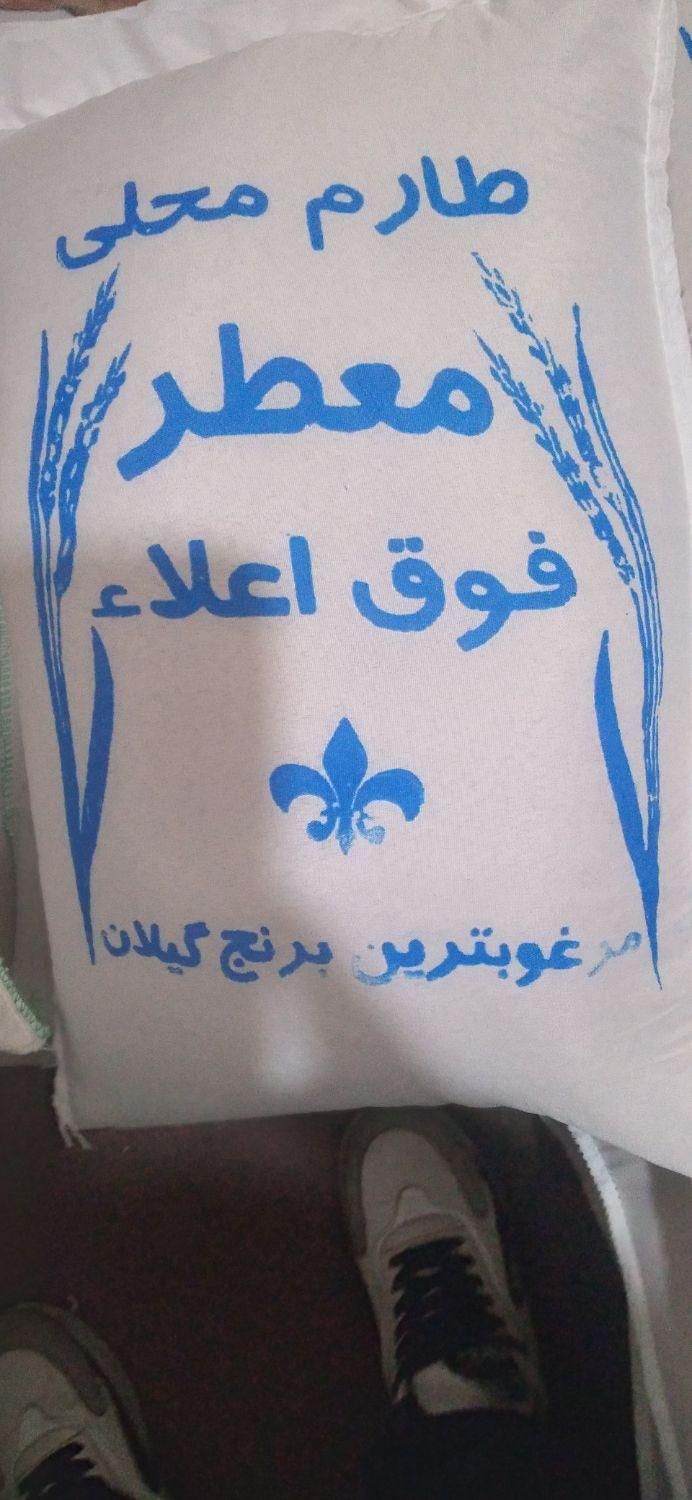 طارم محلی
معطر
فوق اعلاء
مرغوبترین برنج گیلان